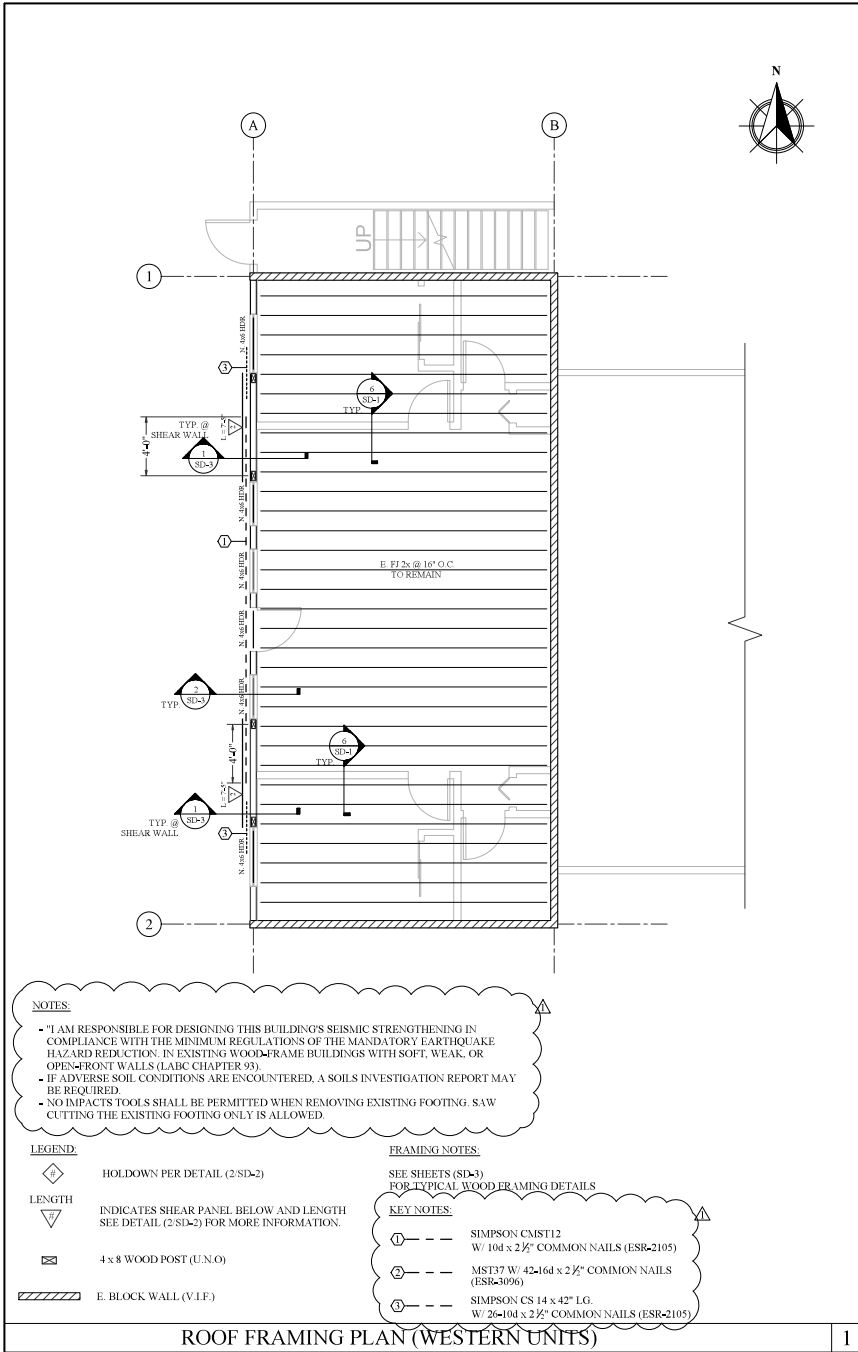 N
A
B
UP
1
N. 4x6 HDR
3
6
SD-1
TYP.
TYP. @
SHEAR WALL
L = 7'-5"
2
4'-0"
1
SD-3
N. 4x6 HDR
1
N. 4x6 HDR
E. FJ 2x @ 16" O.C.
TO REMAIN
N. 4x6 HDR
2
SD-3
TYP.
N. 4x6 HDR
6
SD-1
TYP.
4'-0"
L = 7'-5"
2
1
SD-3
TYP. @
SHEAR WALL
3
N. 4x6 HDR
2
NOTES:
1
- "I AM RESPONSIBLE FOR DESIGNING THIS BUILDING'S SEISMIC STRENGTHENING IN
COMPLIANCE WITH THE MINIMUM REGULATIONS OF THE MANDATORY EARTHQUAKE
HAZARD REDUCTION. IN EXISTING WOOD-FRAME BUILDINGS WITH SOFT, WEAK, OR
OPEN-FRONT WALLS (LABC CHAPTER 93).
- IF ADVERSE SOIL CONDITIONS ARE ENCOUNTERED, A SOILS INVESTIGATION REPORT MAY
BE REQUIRED.
- NO IMPACTS TOOLS SHALL BE PERMITTED WHEN REMOVING EXISTING FOOTING. SAW
CUTTING THE EXISTING FOOTING ONLY IS ALLOWED.
LEGEND:
# HOLDOWN PER DETAIL (2/SD-2)
LENGTH
# INDICATES SHEAR PANEL BELOW AND LENGTH
SEE DETAIL (2/SD-2) FOR MORE INFORMATION.
4 x 8 WOOD POST (U.N.O)
E. BLOCK WALL (V.I.F.)
FRAMING NOTES:
SEE SHEETS (SD-3)
FOR TYPICAL WOOD FRAMING DETAILS
KEY NOTES:
1
1 SIMPSON CMST12
W/ 10d x 2 ½" COMMON NAILS (ESR-2105)
2 MST37 W/ 42-16d x 2 ½" COMMON NAILS
(ESR-3096)
3 SIMPSON CS 14 x 42" LG.
W/ 26-10d x 2 ½" COMMON NAILS (ESR-2105)
ROOF FRAMING PLAN (WESTERN UNITS)
1